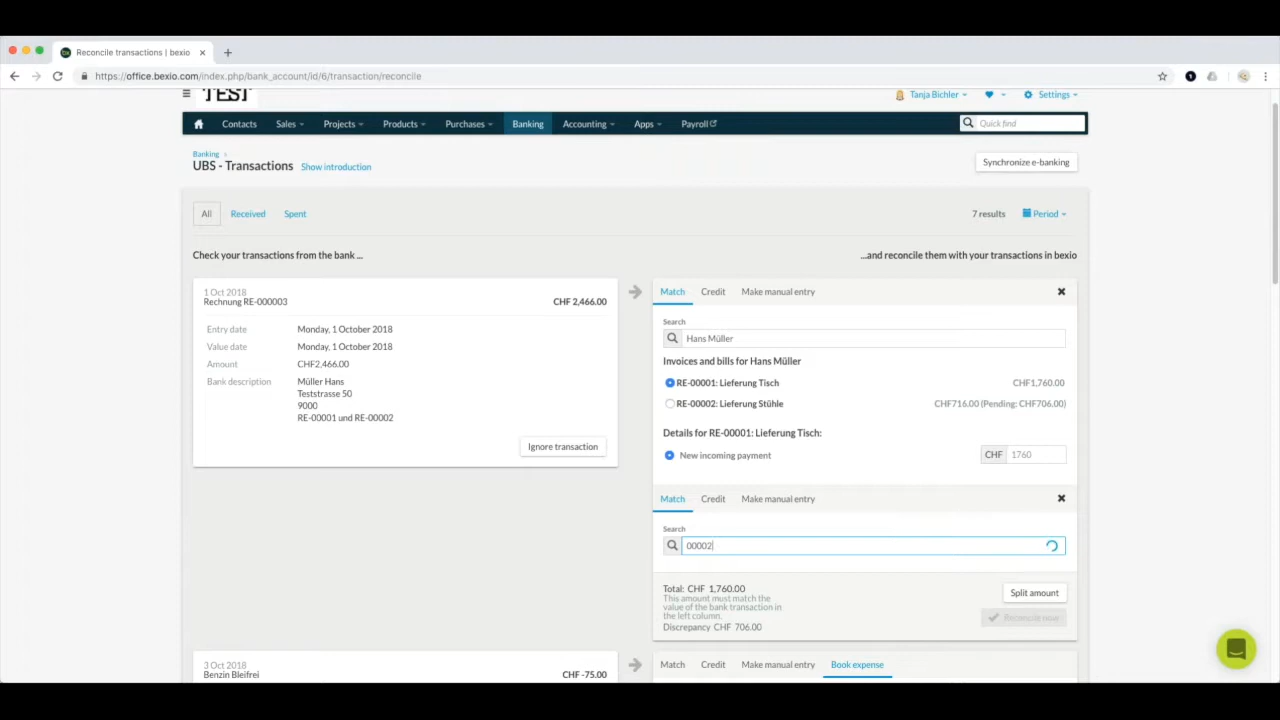 Reconcile transactions | bexio
https://office.bexio.com/index.php/bank_account/id/6/transaction/reconcile
TEST
Tanja Bichler
Settings
Contacts Sales Projects Products Purchases Banking Accounting Apps Payroll Quick find
Banking
UBS - Transactions Show introduction
Synchronize e-banking
All Received Spent
7 results Period
Check your transactions from the bank ...
...and reconcile them with your transactions in bexio
1 Oct 2018
Rechnung RE-000003 CHF 2,466.00
Entry date Monday, 1 October 2018
Value date Monday, 1 October 2018
Amount CHF2,466.00
Bank description Müller Hans
Teststrasse 50
9000
RE-00001 und RE-00002
Ignore transaction
Match Credit Make manual entry
Search
Hans Müller
Invoices and bills for Hans Müller
RE-00001: Lieferung Tisch CHF1,760.00
RE-00002: Lieferung Stühle CHF716.00 (Pending: CHF706.00)
Details for RE-00001: Lieferung Tisch:
New incoming payment CHF 1760
Match Credit Make manual entry
Search
00002
Total: CHF 1,760.00
This amount must match the
value of the bank transaction in
the left column.
Discrepancy CHF 706.00
Split amount
Reconcile now
3 Oct 2018
Benzin Bleifrei CHF -75.00
Match Credit Make manual entry Book expense